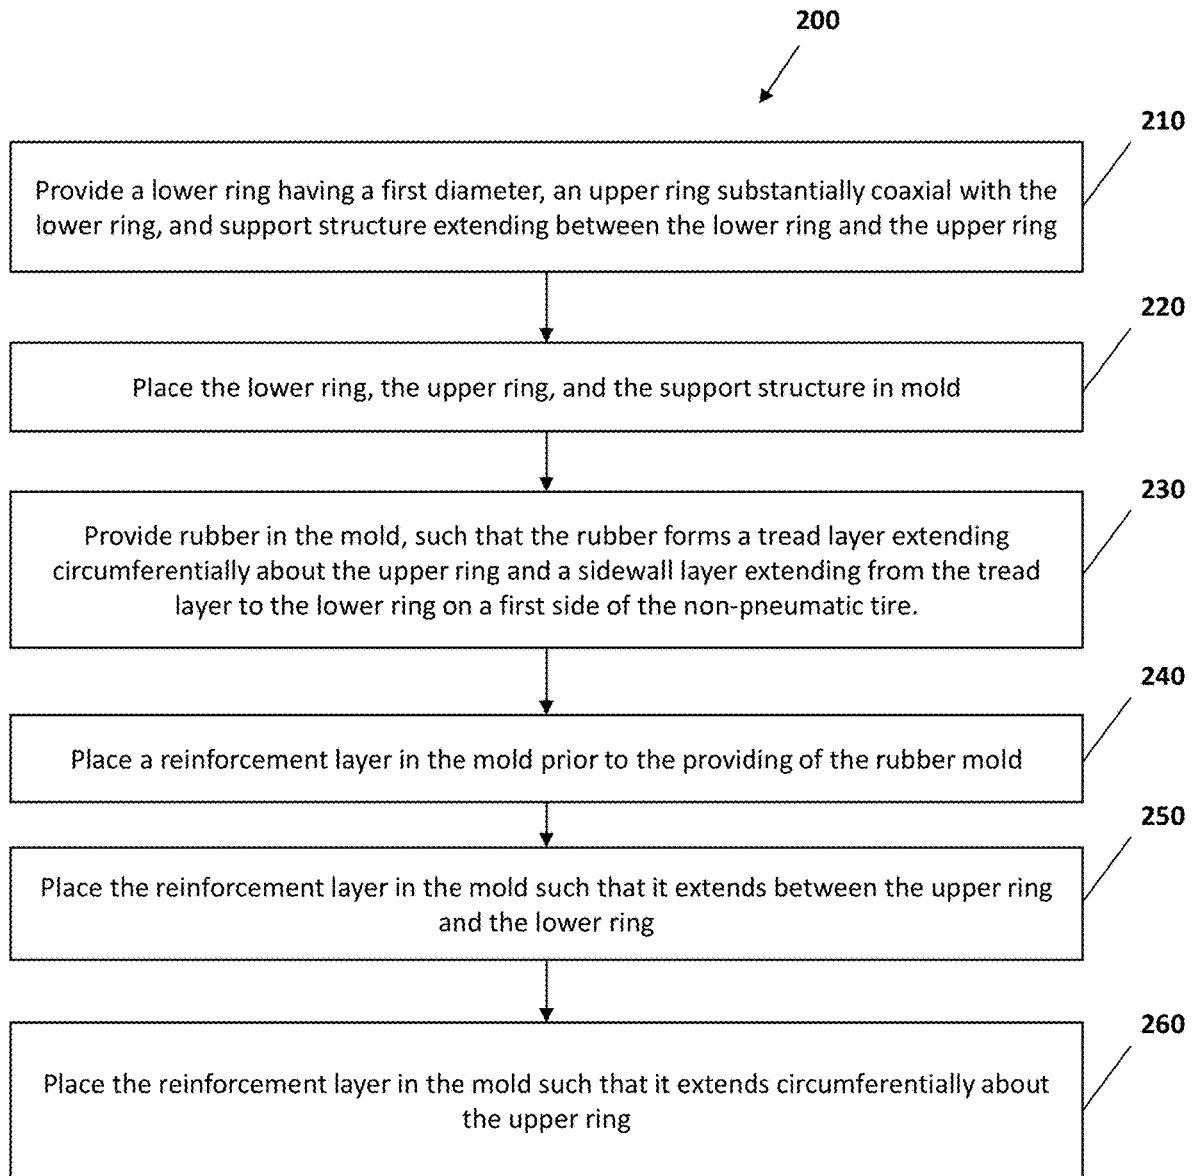 200
210
Provide a lower ring having a first diameter, an upper ring substantially coaxial with the
lower ring, and support structure extending between the lower ring and the upper ring
220
Place the lower ring, the upper ring, and the support structure in mold
230
Provide rubber in the mold, such that the rubber forms a tread layer extending
circumferentially about the upper ring and a sidewall layer extending from the tread
layer to the lower ring on a first side of the non-pneumatic tire.
240
Place a reinforcement layer in the mold prior to the providing of the rubber mold
250
Place the reinforcement layer in the mold such that it extends between the upper ring
and the lower ring
260
Place the reinforcement layer in the mold such that it extends circumferentially about
the upper ring